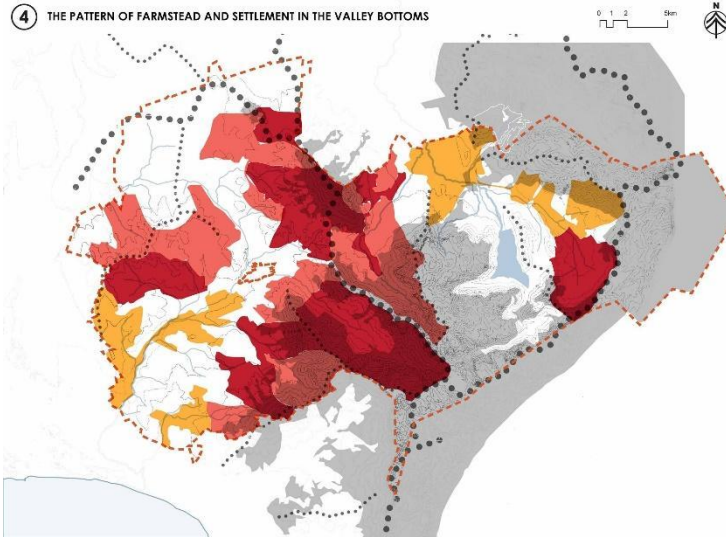 4 THE PATTERN OF FARMSTEAD AND SETTLEMENT IN THE VALLEY BOTTOMS
0 1 2 5km
N